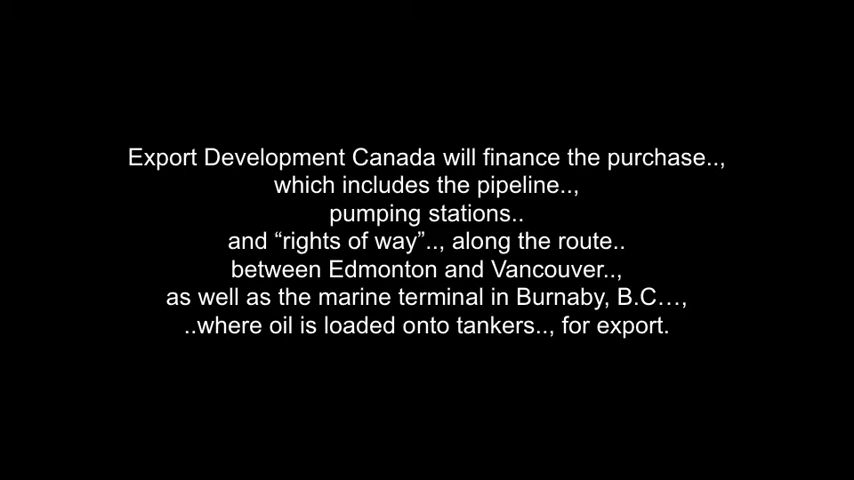 Export Development Canada will finance the purchase..,
which includes the pipeline..,
pumping stations..
and “rights of way”.., along the route..
between Edmonton and Vancouver..,
as well as the marine terminal in Burnaby, B.C…,
..where oil is loaded onto tankers.., for export.